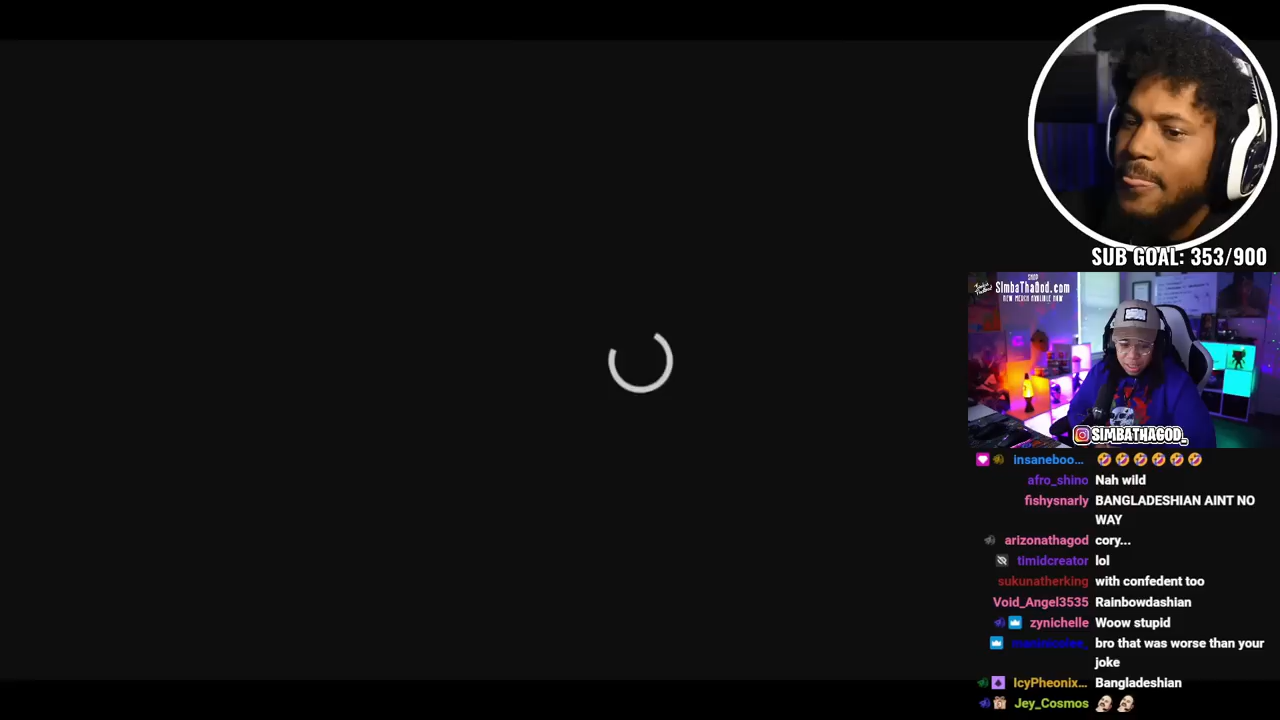 SUB GOAL: 353/900
SHOP
SimbaThaGod.com
NEW MERCH AVAILABLE NOW
SIMBATHAGOD_
insaneboo...
afro_shino Nah wild
fishysnarly BANGLADESHIAN AINT NO
WAY
arizonathagod cory...
timidcreator lol
sukunatherking with confedent too
Void_Angel3535 Rainbowdashian
zynichelle Woow stupid
bro that was worse than your
joke
IcyPheonix... Bangladeshian
Jey_Cosmos